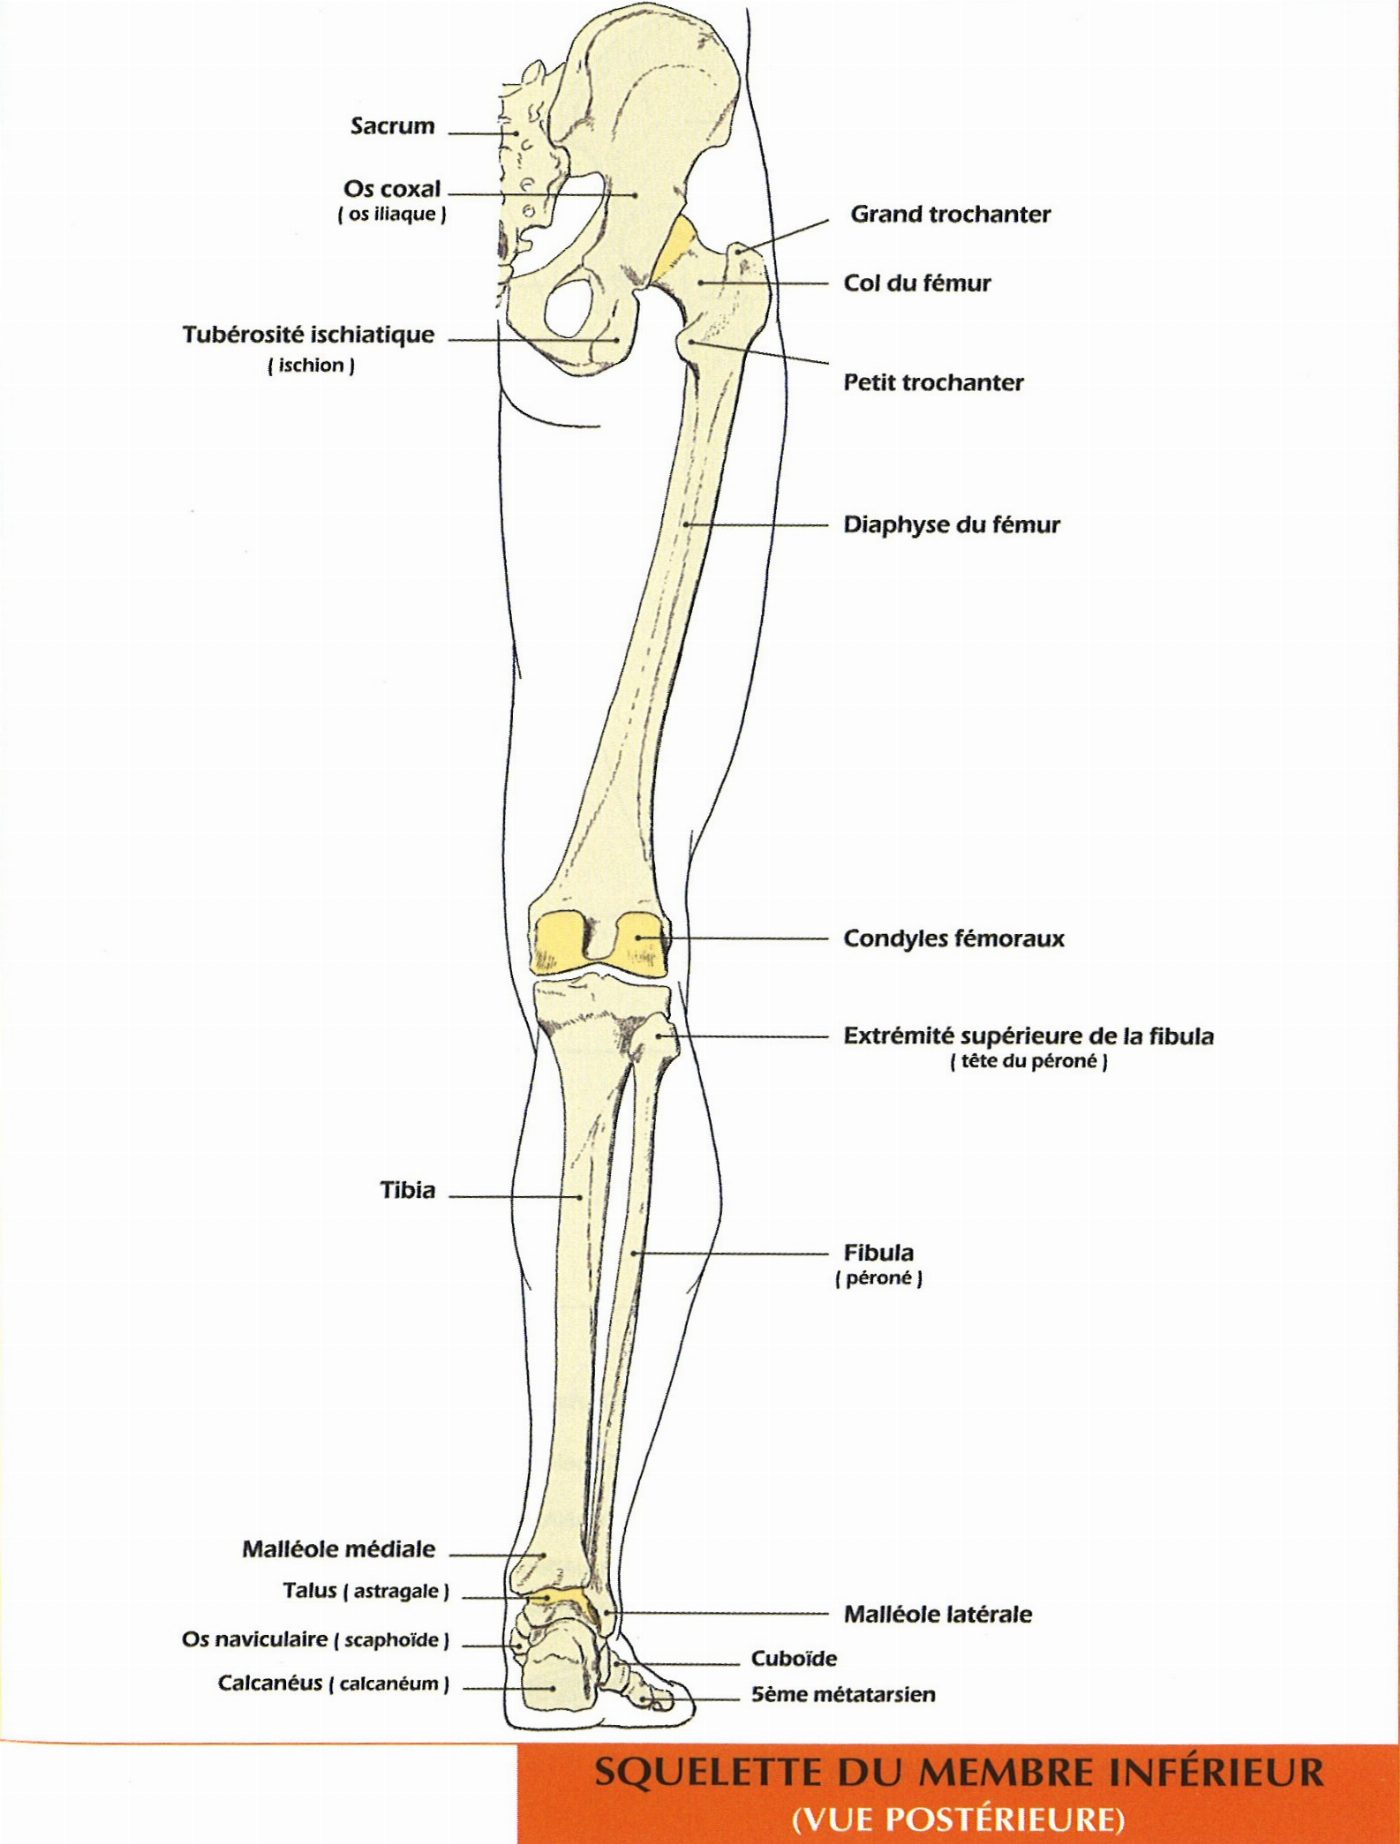 Sacrum
Os coxal
( os iliaque )
Grand trochanter
Col du fémur
Tubérosité ischiatique
( ischion )
Petit trochanter
Diaphyse du fémur
Condyles fémoraux
Extrémité supérieure de la fibula
( tête du péroné )
Tibia
Fibula
( péroné )
Malléole médiale
Talus ( astragale )
Malléole latérale
Os naviculaire ( scaphoïde )
Cuboïde
Calcanéus ( calcanéum )
5ème métatarsien
SQUELETTE DU MEMBRE INFÉRIEUR
(VUE POSTÉRIEURE)